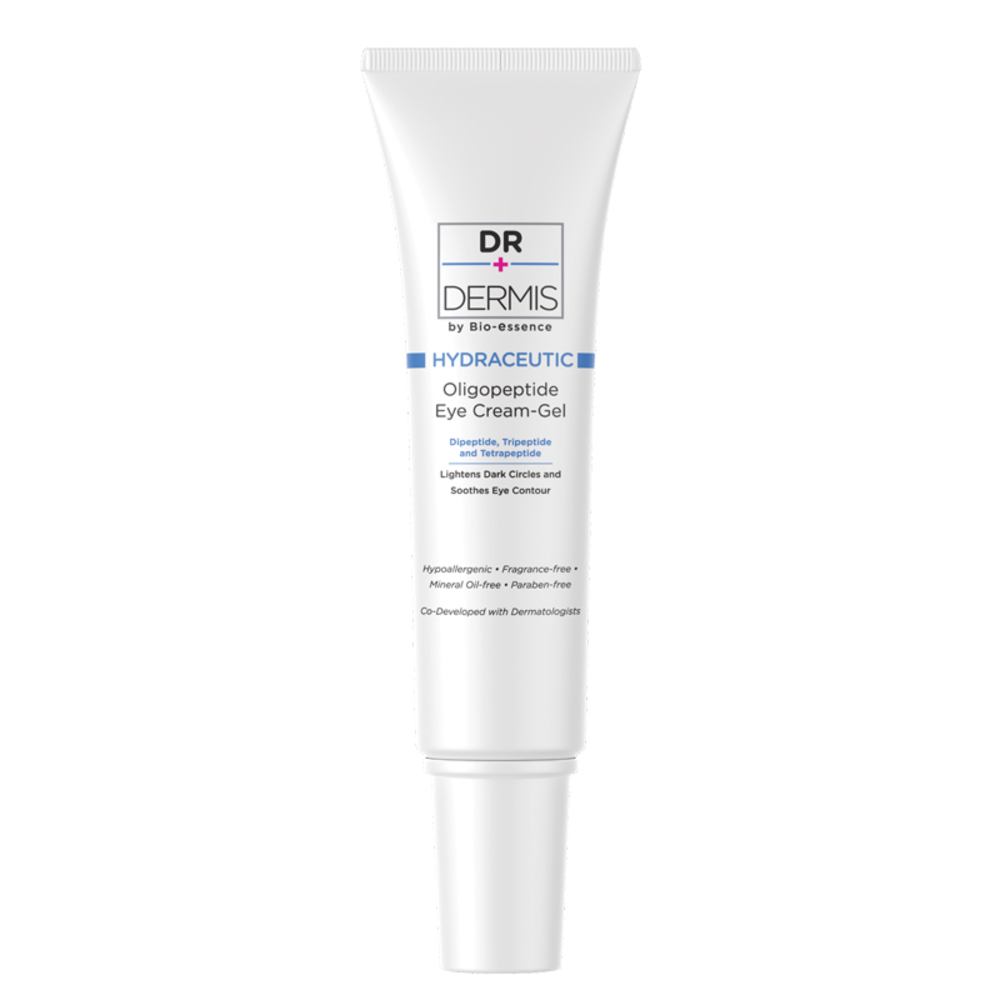 DR
DERMIS
by Bio-essence
HYDRACEUTIC
Oligopeptide
Eye Cream-Gel
Dipeptide, Tripeptide
and Tetrapeptide
Lightens Dark Circles and
Soothes Eye Contour
Hypoallergenic • Fragrance-free •
Mineral Oil-free • Paraben-free
Co-Developed with Dermatologists